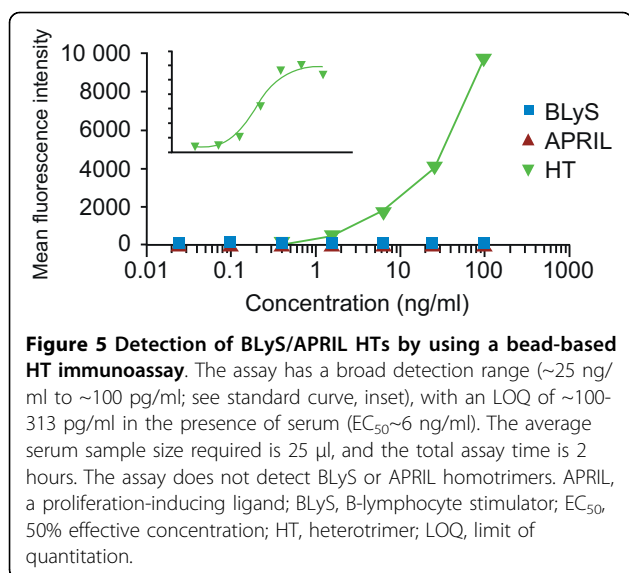 Mean fluorescence intensity
10 000
8000
6000
4000
2000
0
0.01 0.1 1 10 100 1000
Concentration (ng/ml)
BLyS
APRIL
HT
Figure 5 Detection of BLyS/APRIL HTs by using a bead-based
HT immunoassay. The assay has a broad detection range (~25 ng/
ml to ~100 pg/ml; see standard curve, inset), with an LOQ of ~100-
313 pg/ml in the presence of serum (EC50~6 ng/ml). The average
serum sample size required is 25 μl, and the total assay time is 2
hours. The assay does not detect BLyS or APRIL homotrimers. APRIL,
a proliferation-inducing ligand; BLyS, B-lymphocyte stimulator; EC50,
50% effective concentration; HT, heterotrimer; LOQ, limit of
quantitation.